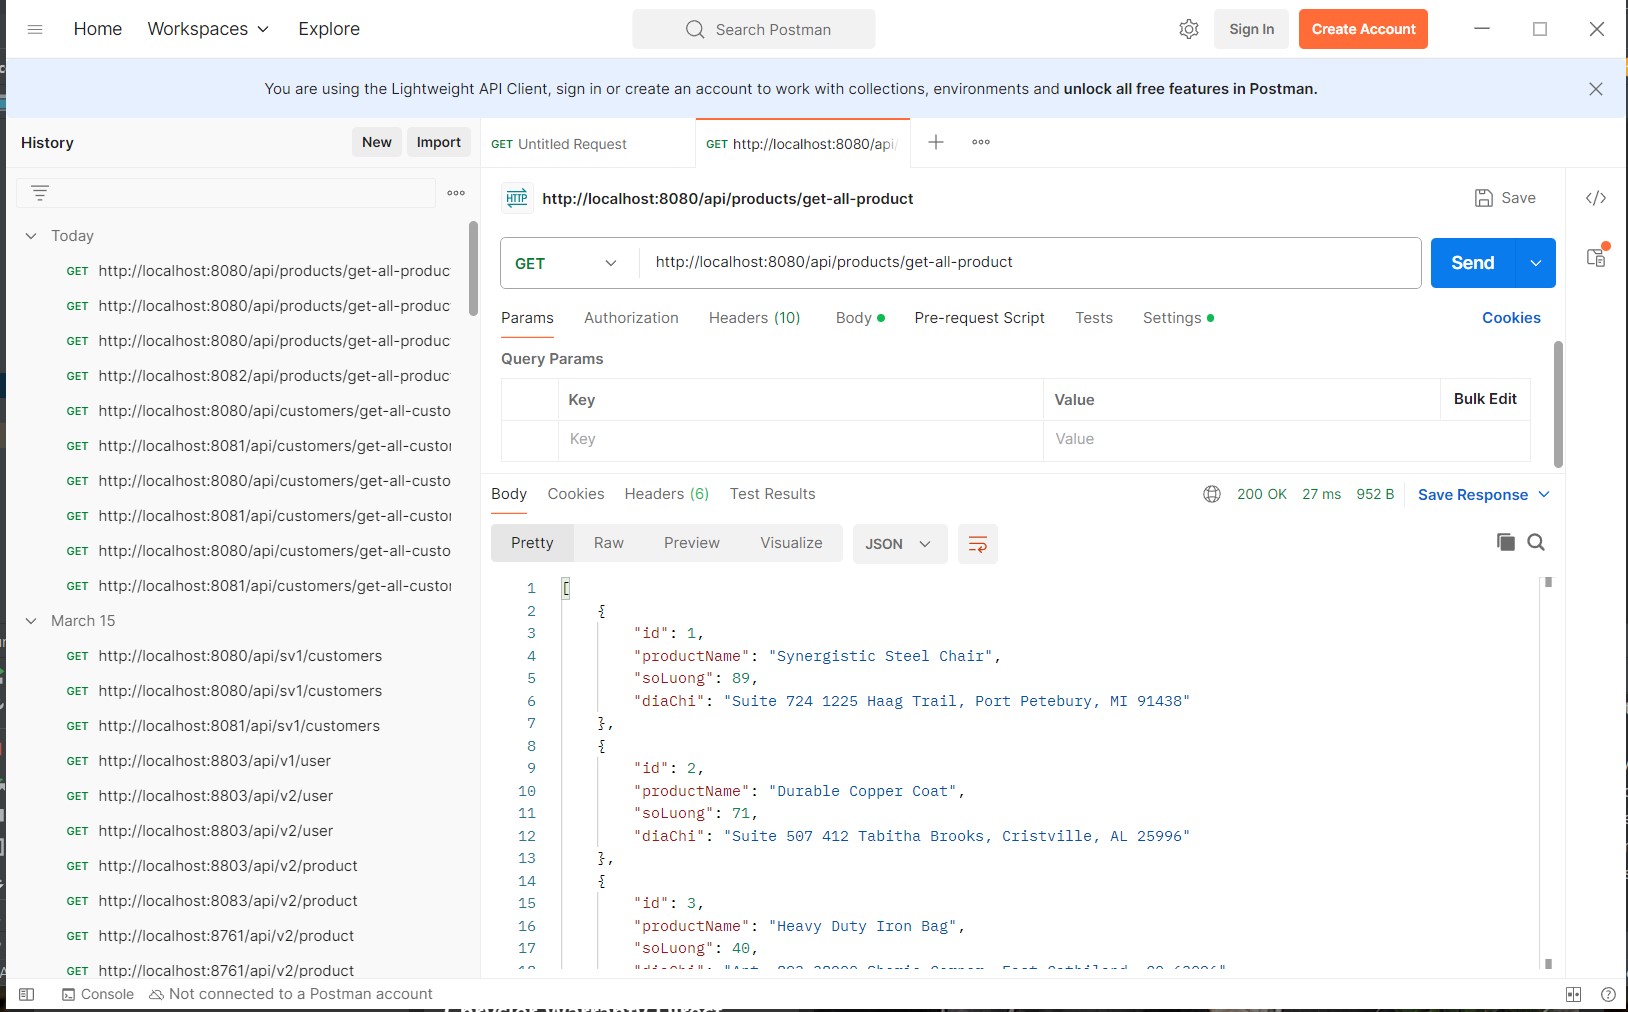 Home Workspaces Explore Search Postman Sign In Create Account
You are using the Lightweight API Client, sign in or create an account to work with collections, environments and unlock all free features in Postman.
History New Import
Today
GET http://localhost:8080/api/products/get-all-produc
GET http://localhost:8080/api/products/get-all-produc
GET http://localhost:8080/api/products/get-all-produc
GET http://localhost:8082/api/products/get-all-produc
GET http://localhost:8080/api/customers/get-all-custo
GET http://localhost:8081/api/customers/get-all-custo
GET http://localhost:8080/api/customers/get-all-custo
GET http://localhost:8081/api/customers/get-all-custo
GET http://localhost:8080/api/customers/get-all-custo
GET http://localhost:8081/api/customers/get-all-custo
March 15
GET http://localhost:8080/api/sv1/customers
GET http://localhost:8080/api/sv1/customers
GET http://localhost:8081/api/sv1/customers
GET http://localhost:8803/api/v1/user
GET http://localhost:8803/api/v2/user
GET http://localhost:8803/api/v2/user
GET http://localhost:8803/api/v2/product
GET http://localhost:8083/api/v2/product
GET http://localhost:8761/api/v2/product
GET http://localhost:8761/api/v2/product
GET Untitled Request GET http://localhost:8080/api/
HTTP http://localhost:8080/api/products/get-all-product Save
GET http://localhost:8080/api/products/get-all-product Send
Params Authorization Headers (10) Body Pre-request Script Tests Settings Cookies
Query Params
Key Value Bulk Edit
Key Value
Body Cookies Headers (6) Test Results 200 OK 27 ms 952 B Save Response
Pretty Raw Preview Visualize JSON
1 [
2 {
3 "id": 1,
4 "productName": "Synergistic Steel Chair",
5 "soLuong": 89,
6 "diaChi": "Suite 724 1225 Haag Trail, Port Petebury, MI 91438"
7 },
8 {
9 "id": 2,
10 "productName": "Durable Copper Coat",
11 "soLuong": 71,
12 "diaChi": "Suite 507 412 Tabitha Brooks, Cristville, AL 25996"
13 },
14 {
15 "id": 3,
16 "productName": "Heavy Duty Iron Bag",
17 "soLuong": 40,
Console Not connected to a Postman account